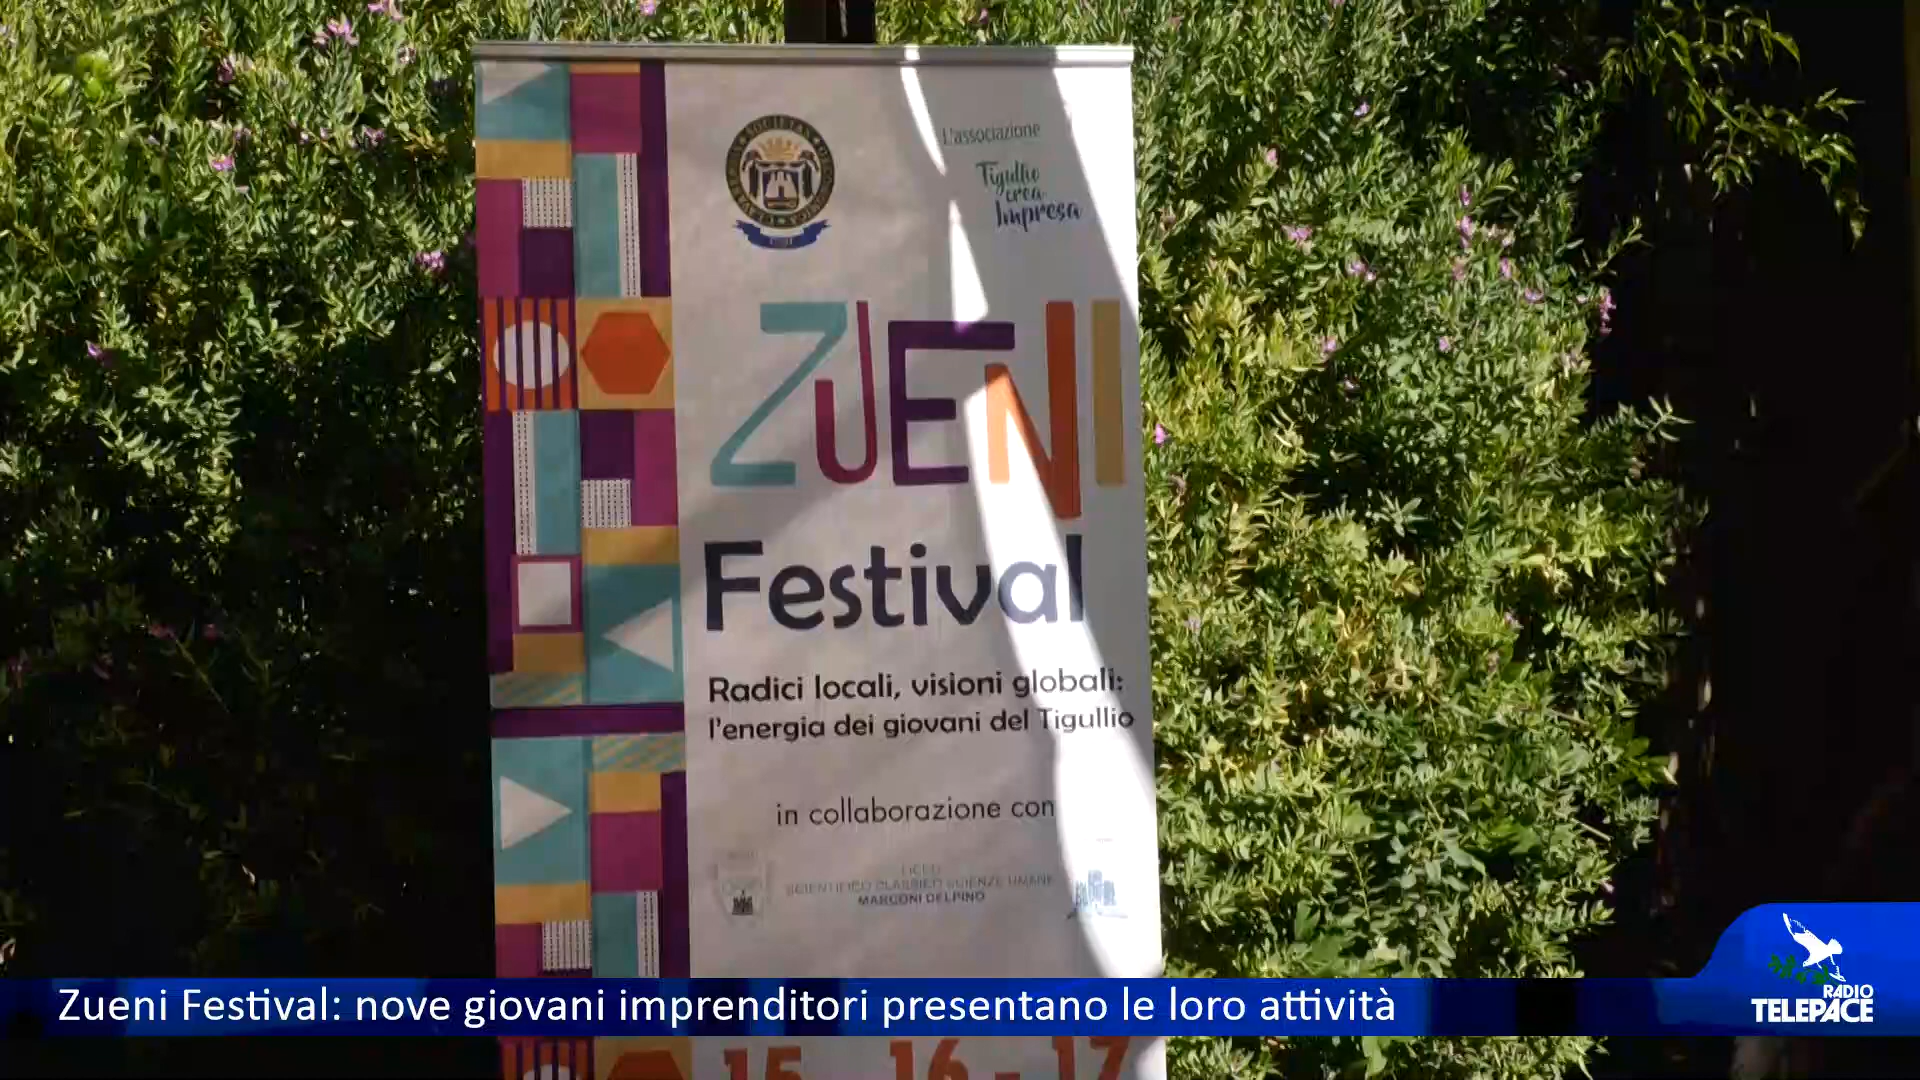 L'associazione
Tigullio
crea
Impresa
ZUENI
Festival
Radici locali, visioni globali:
l'energia dei giovani del Tigullio
in collaborazione con
LICEO
SCIENTIFICO CLASSICO SCIENZE UMANE
MARCONI DELPINO
Zueni Festival: nove giovani imprenditori presentano le loro attività
RADIO
TELEPACE
15 16 - 17